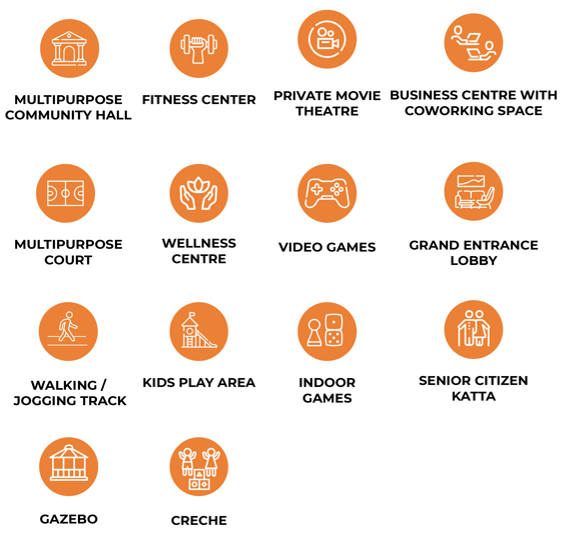 MULTIPURPOSE
COMMUNITY HALL
FITNESS CENTER
PRIVATE MOVIE
THEATRE
BUSINESS CENTRE WITH
COWORKING SPACE
MULTIPURPOSE
COURT
WELLNESS
CENTRE
VIDEO GAMES
GRAND ENTRANCE
LOBBY
WALKING /
JOGGING TRACK
KIDS PLAY AREA
INDOOR
GAMES
SENIOR CITIZEN
KATTA
GAZEBO
CRECHE